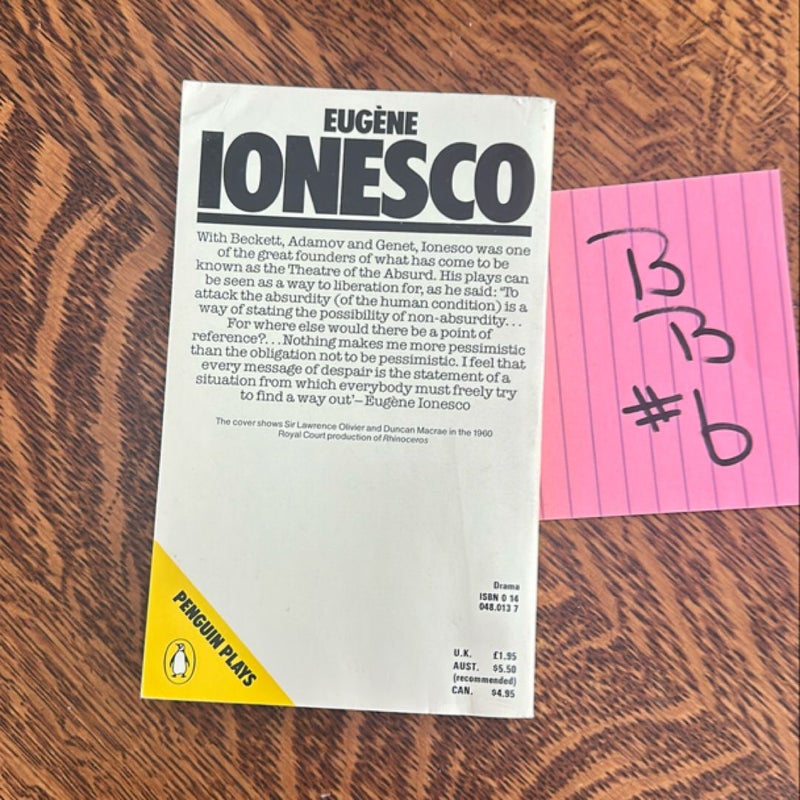 EUGÈNE
IONESCO
With Beckett, Adamov and Genet, Ionesco was one
of the great founders of what has come to be
known as the Theatre of the Absurd. His plays can
be seen as a way to liberation for, as he said: 'To
attack the absurdity (of the human condition) is a
way of stating the possibility of non-absurdity...
For where else would there be a point of
reference?... Nothing makes me more pessimistic
than the obligation not to be pessimistic. I feel that
every message of despair is the statement of a
situation from which everybody must freely try
to find a way out'–Eugène Ionesco
The cover shows Sir Lawrence Olivier and Duncan Macrae in the 1960
Royal Court production of Rhinoceros
Drama
ISBN 0 14
048.013 7
PENGUIN PLAYS
U.K. £1.95
AUST. $5.50
(recommended)
CAN. $4.95
B
B
#6